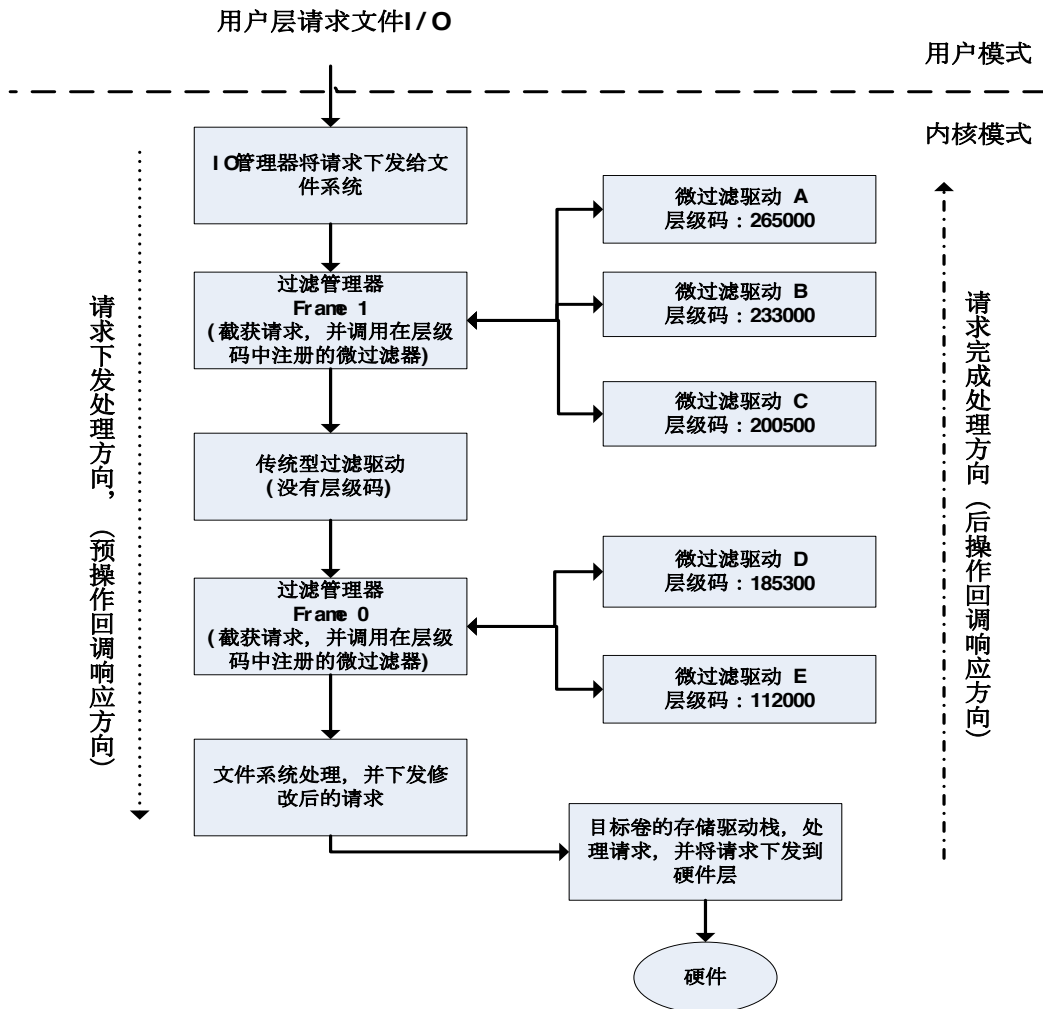 用户层请求文件I/O
用户模式
内核模式
IO管理器将请求下发给文
件系统
微过滤驱动 A
层级码：265000
过滤管理器
Frame 1
(截获请求，并调用在层级
码中注册的微过滤器)
微过滤驱动 B
层级码：233000
微过滤驱动 C
层级码：200500
传统型过滤驱动
(没有层级码)
过滤管理器
Frame 0
(截获请求，并调用在层级
码中注册的微过滤器)
微过滤驱动 D
层级码：185300
微过滤驱动 E
层级码：112000
文件系统处理，并下发修
改后的请求
目标卷的存储驱动栈，处
理请求，并将请求下发到
硬件层
硬件
请求下发处理方向，（预操作回调响应方向）
请求完成处理方向（后操作回调响应方向）